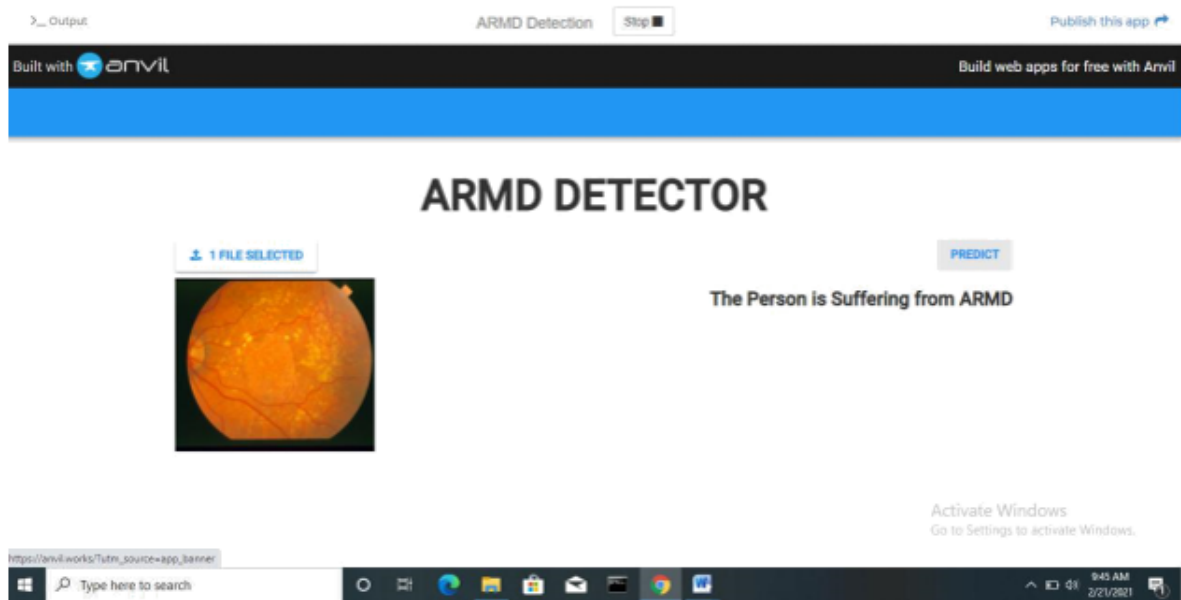 >_ Output
ARMD Detection
Stop
Publish this app
Built with anvil
Build web apps for free with Anvil
ARMD DETECTOR
1 FILE SELECTED
PREDICT
The Person is Suffering from ARMD
Activate Windows
Go to Settings to activate Windows.
https://anvil.works/?utm_source=app_banner
Type here to search
9:45 AM
2/21/2021